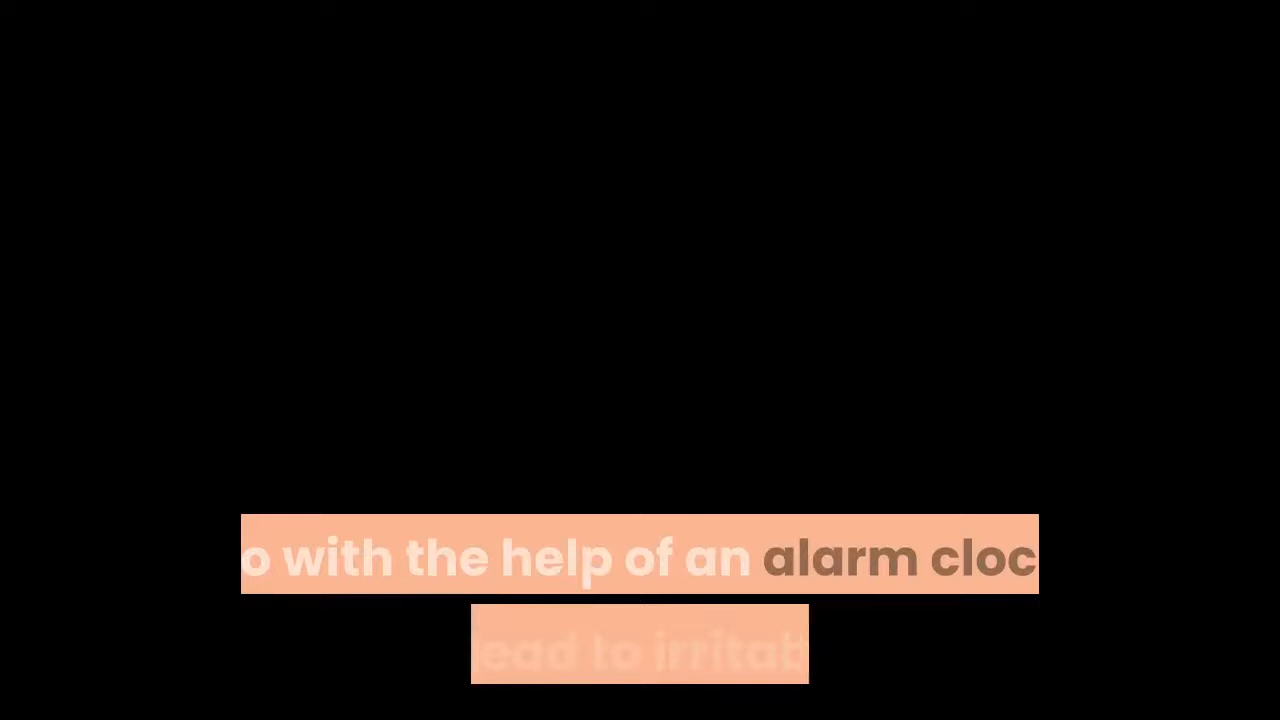 o with the help of an alarm cloc
lead to irritab